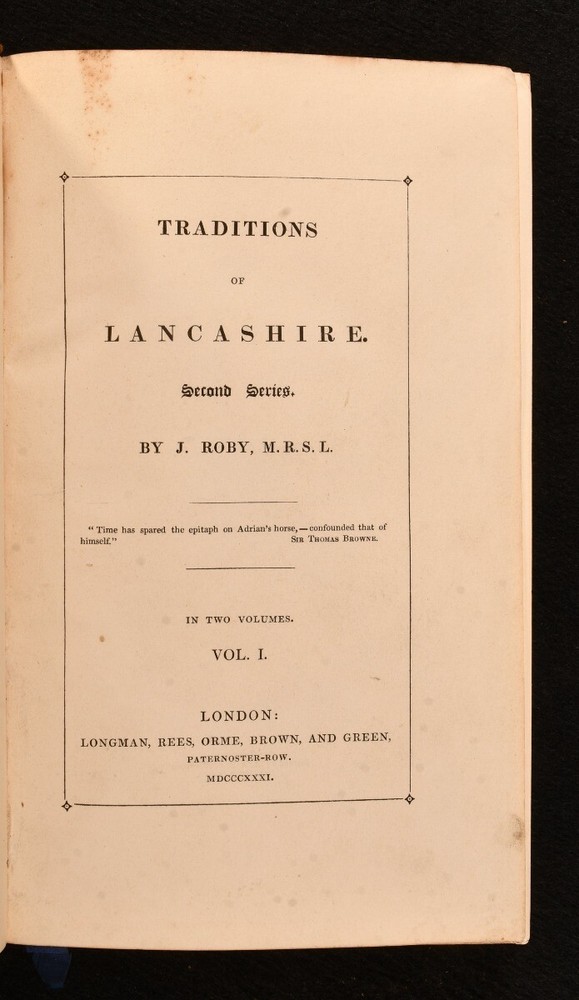 TRADITIONS
OF
LANCASHIRE.
Second Series.
BY J. ROBY, M.R.S.L.
“Time has spared the epitaph on Adrian's horse,—confounded that of
himself.” SIR THOMAS BROWNE.
IN TWO VOLUMES.
VOL. I.
LONDON:
LONGMAN, REES, ORME, BROWN, AND GREEN,
PATERNOSTER-ROW.
MDCCCXXXI.